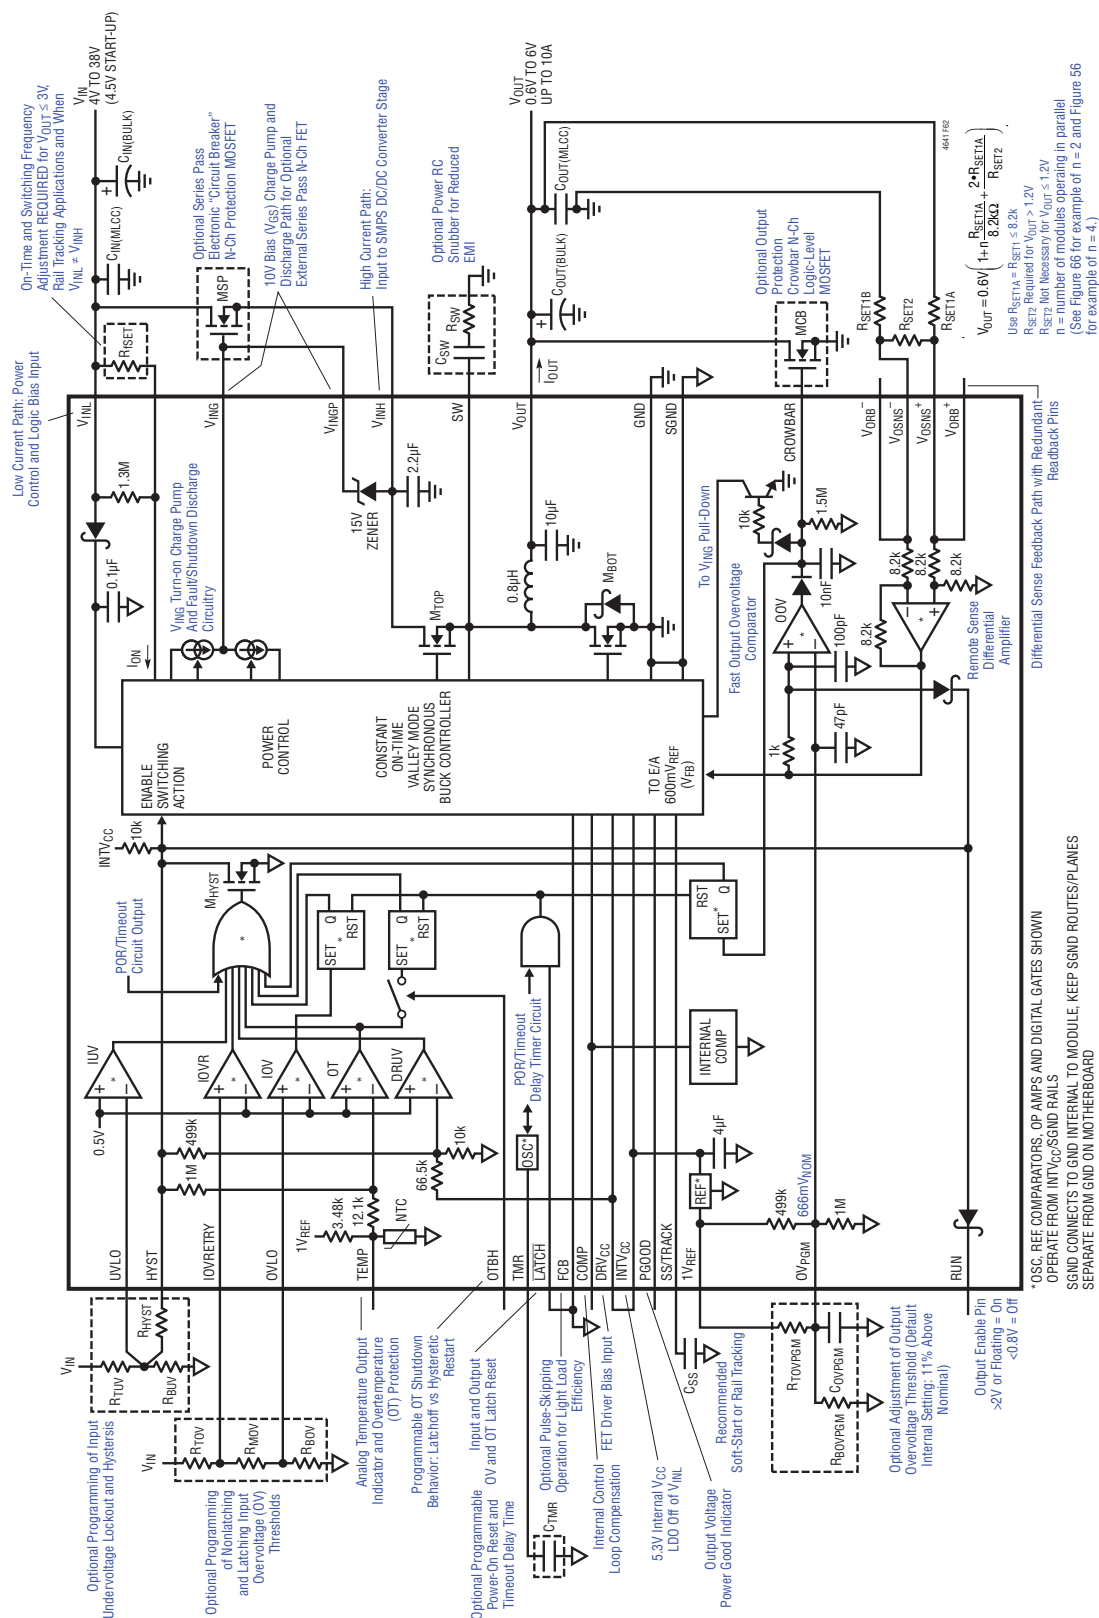 Optional Programming of Input
Undervoltage Lockout and Hystersis
VIN
RTUV
RBUV
RHYST
VIN
RTOV
RMOV
RBOV
Optional Programming
of Nonlatching
and Latching Input
Overvoltage (OV)
Thresholds
Analog Temperature Output
Indicator and Overtemperature
(OT) Protection
Programmable OT Shutdown
Behavior: Latchoff vs Hysteretic
Restart
Input and Output
OV and OT Latch Reset
Optional Programmable
Power-On Reset and
Timeout Delay Time
CTMR
Optional Pulse-Skipping
Operation for Light Load
Efficiency
Internal Control
Loop Compensation
FET Driver Bias Input
5.3V Internal VCC
LDO Off of VINL
Output Voltage
Power Good Indicator
CSS
Recommended
Soft-Start or Rail Tracking
RTOVPGM
COVPGM
RBOVPGM
Optional Adjustment of Output
Overvoltage Threshold (Default
Internal Setting: 11% Above
Nominal)
Output Enable Pin
>2V or Floating = On
<0.8V = Off
UVLO
HYST
IOVRETRY
OVLO
TEMP
OTBH
TMR
LATCH
FCB
COMP
DRVCC
INTVCC
PGOOD
SS/TRACK
1VREF
OVPGM
RUN
0.5V
IUV
IOVR
IOV
OT
DRUV
+
–
*
499k
1M
1VREF
3.48k
12.1k
NTC
66.5k
10k
OSC*
POR/Timeout
Delay Timer Circuit
REF*
4µF
499k
666mVNOM
1M
INTERNAL
COMP
POR/Timeout
Circuit Output
MHYST
INTVCC
10k
SET
*
Q
RST
SET
*
Q
RST
RST
SET*
Q
ENABLE
SWITCHING
ACTION
POWER
CONTROL
CONSTANT
ON-TIME
VALLEY MODE
SYNCHRONOUS
BUCK CONTROLLER
TO E/A
600mVREF
(VFB)
0.1µF
ION
1.3M
VING Turn-on Charge Pump
And Fault/Shutdown Discharge
Circuitry
15V
ZENER
2.2µF
MTOP
0.8µH
10µF
MBOT
To VING Pull-Down
Fast Output Overvoltage
Comparator
1k
47pF
100pF
OOV
+
–
*
10nF
10k
1.5M
8.2k
8.2k
8.2k
8.2k
–
+
*
Remote Sense
Differential
Amplifier
VINL
VING
VINGP
VINH
SW
VOUT
GND
SGND
CROWBAR
VORB–
VOSNS–
VOSNS+
VORB+
Low Current Path: Power
Control and Logic Bias Input
On-Time and Switching Frequency
Adjustment REQUIRED for VOUT ≤ 3V,
Rail Tracking Applications and When
VINL ≠ VINH
RfSET
VIN
4V TO 38V
(4.5V START-UP)
CIN(MLCC)
+
CIN(BULK)
MSP
Optional Series Pass
Electronic "Circuit Breaker"
N-Ch Protection MOSFET
10V Bias (VGS) Charge Pump and
Discharge Path for Optional
External Series Pass N-Ch FET
High Current Path:
Input to SMPS DC/DC Converter Stage
CSW
RSW
Optional Power RC
Snubber for Reduced
EMI
IOUT
VOUT
0.6V TO 6V
UP TO 10A
+
COUT(BULK)
COUT(MLCC)
MCB
Optional Output
Protection
Crowbar N-Ch
Logic-Level
MOSFET
RSET1B
RSET2
RSET1A
VOUT = 0.6V(1+n RSET1A/8.2kΩ + 2•RSET1A/RSET2).
Use RSET1A = RSET1 ≤ 8.2k
RSET2 Required for VOUT > 1.2V
RSET2 Not Necessary for VOUT ≤ 1.2V
n = number of modules operating in parallel
(See Figure 66 for example of n = 2 and Figure 56
for example of n = 4.)
4641 F62
Differential Sense Feedback Path with Redundant
Readback Pins
*OSC, REF COMPARATORS, OP AMPS AND DIGITAL GATES SHOWN
OPERATE FROM INTVCC/SGND RAILS
SGND CONNECTS TO GND INTERNAL TO MODULE, KEEP SGND ROUTES/PLANES
SEPARATE FROM GND ON MOTHERBOARD